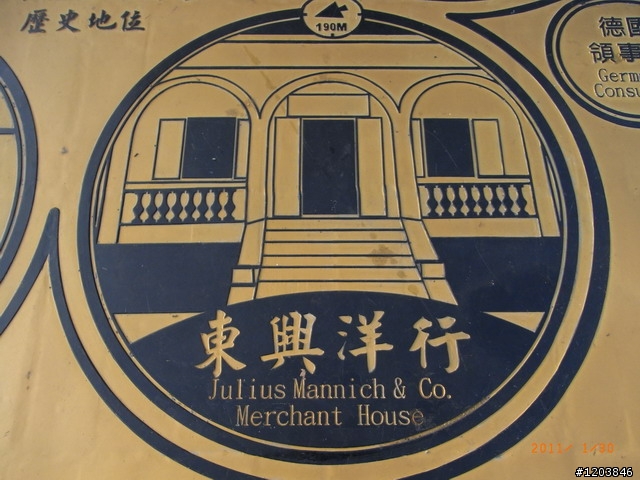 歷史地位
190M
德國
領事
Germ
Consu
東興洋行
Julius Mannich & Co.
Merchant House
#1203846